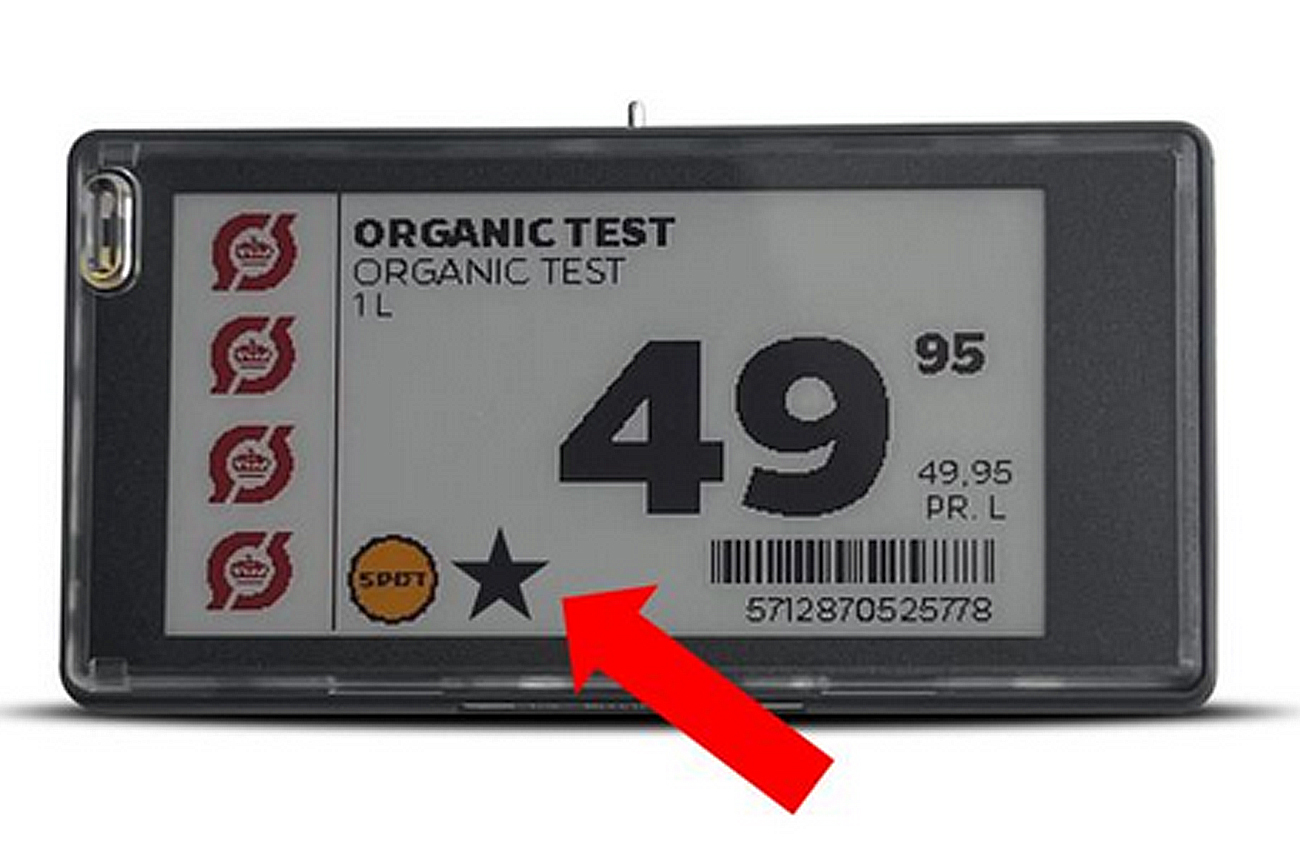 ORGANIC TEST
ORGANIC TEST
1 L
49 95
49,95
PR. L
SPOT
5712870525778